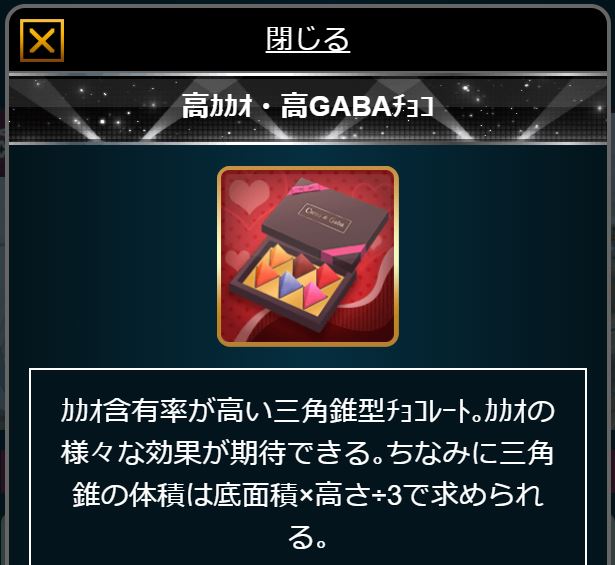 閉じる
高ｶｶｵ・高GABAﾁｮｺ
ｶｶｵ含有率が高い三角錐型ﾁｮｺﾚｰﾄ｡ｶｶｵの
様々な効果が期待できる｡ちなみに三角
錐の体積は底面積×高さ÷3で求められ
る｡